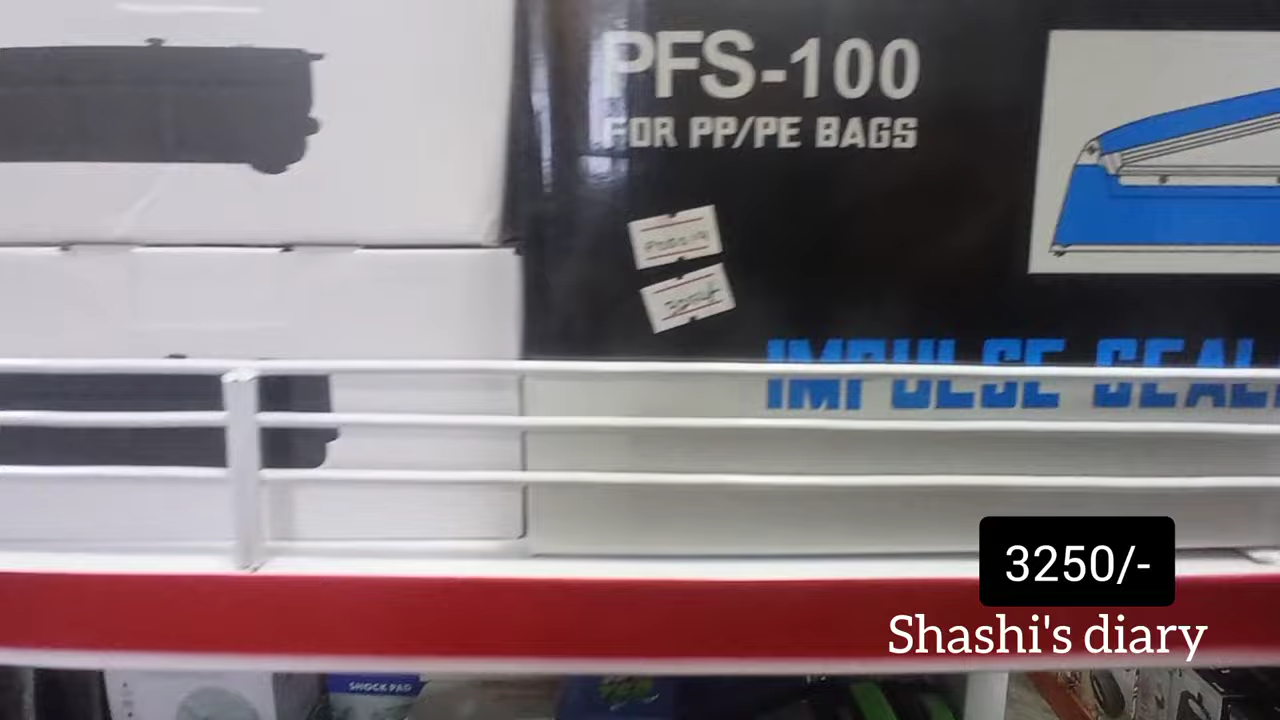 PFS-100
FOR PP/PE BAGS
IMPULSE SEAL
3250/-
Shashi's diary
SHOCK PAD